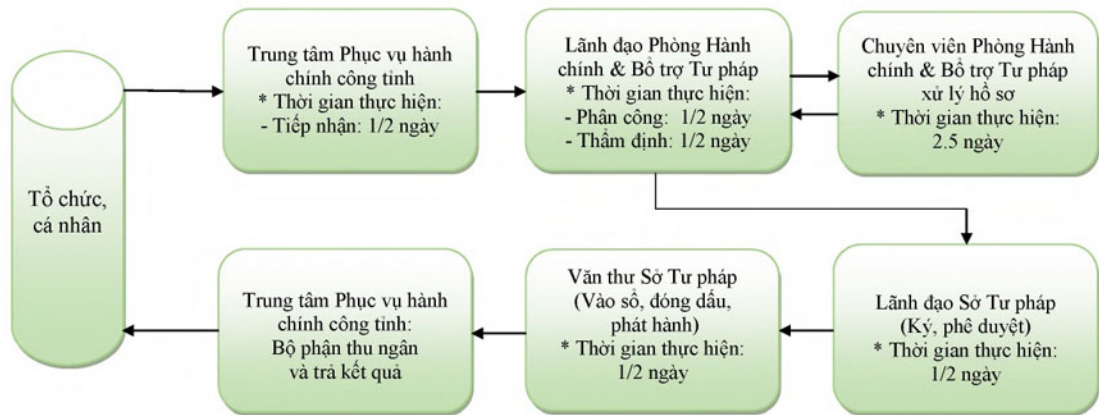 Tổ chức,
cá nhân
Trung tâm Phục vụ hành
chính công tỉnh
* Thời gian thực hiện:
- Tiếp nhận: 1/2 ngày
Lãnh đạo Phòng Hành
chính & Bổ trợ Tư pháp
* Thời gian thực hiện:
- Phân công: 1/2 ngày
- Thẩm định: 1/2 ngày
Chuyên viên Phòng Hành
chính & Bổ trợ Tư pháp
xử lý hồ sơ
* Thời gian thực hiện:
2.5 ngày
Lãnh đạo Sở Tư pháp
(Ký, phê duyệt)
* Thời gian thực hiện:
1/2 ngày
Văn thư Sở Tư pháp
(Vào sổ, đóng dấu,
phát hành)
* Thời gian thực hiện:
1/2 ngày
Trung tâm Phục vụ hành
chính công tỉnh:
Bộ phận thu ngân
và trả kết quả